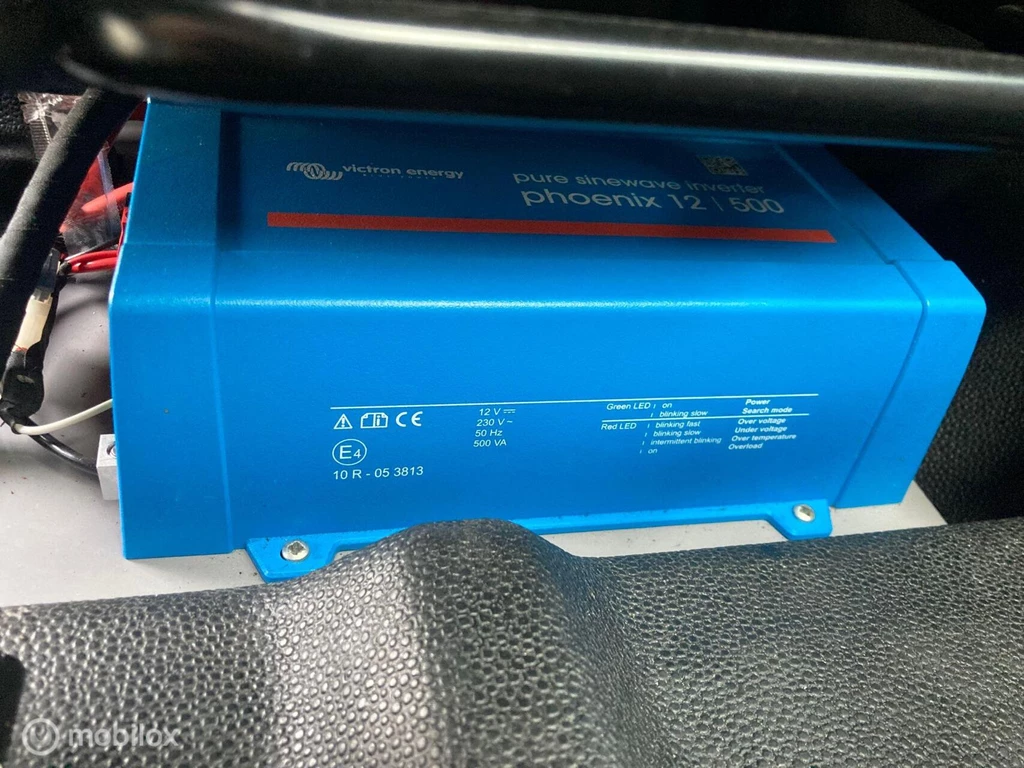 victron energy
pure sinewave inverter
phoenix 12 | 500
12 V
230 V ~
50 Hz
500 VA
CE
E4
10 R - 05 3813
Green LED : on Power
blinking slow Search mode
Red LED : blinking fast Over voltage
blinking slow Under voltage
intermittent blinking Over temperature
on Overload
mobilox